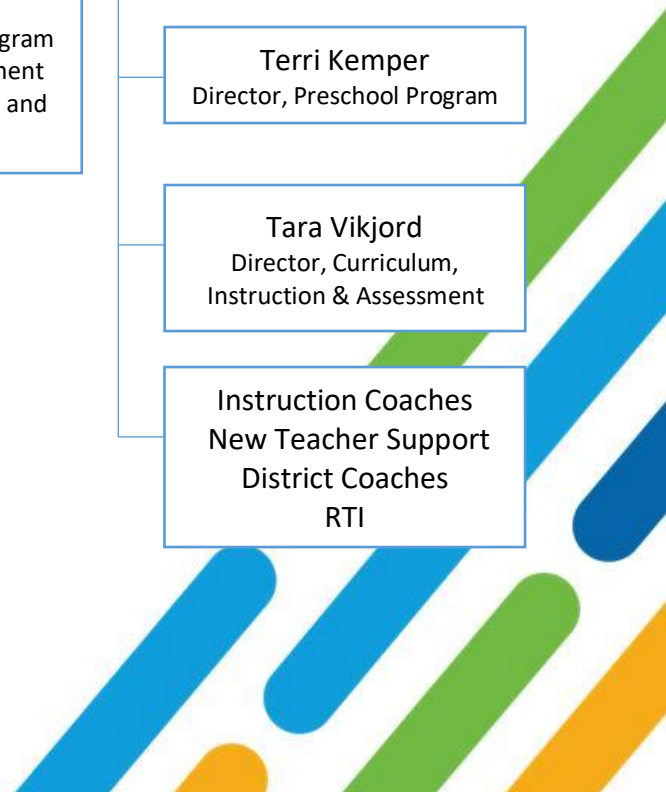 gram
and
Terri Kemper
Director, Preschool Program
Tara Vikjord
Director, Curriculum,
Instruction & Assessment
Instruction Coaches
New Teacher Support
District Coaches
RTI